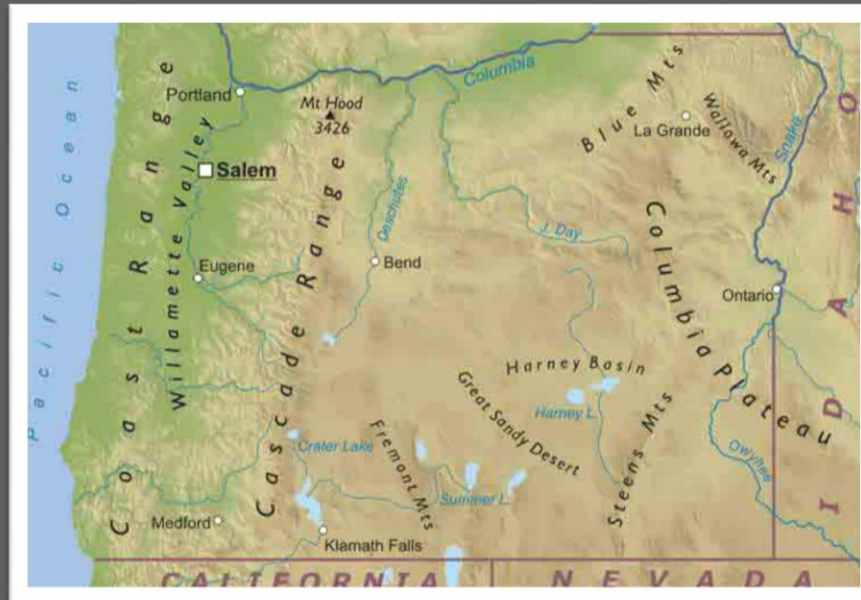 Pacific Ocean
Coast Range
Willamette Valley
Cascade Range
Portland
Columbia
Mt Hood
3426
Blue Mts
La Grande
Wallowa Mts
Snake
IDAHO
Salem
Deschutes
J. Day
Columbia Plateau
Eugene
Bend
Ontario
Harney Basin
Great Sandy Desert
Harney L.
Steens Mts
Owyhee
Crater Lake
Fremont Mts
Summer L.
Medford
Klamath Falls
CALIFORNIA
NEVADA